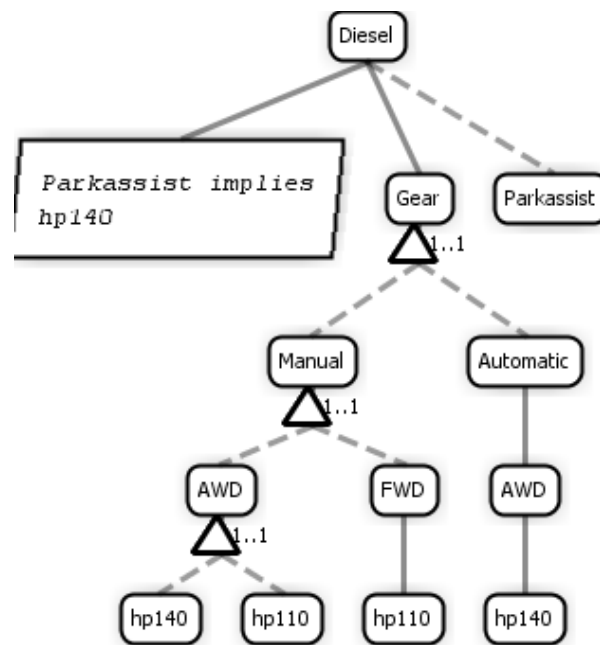 Diesel
Parkassist implies
hp140
Gear
Parkassist
1..1
Manual
Automatic
1..1
AWD
FWD
AWD
1..1
hp140
hp110
hp110
hp140